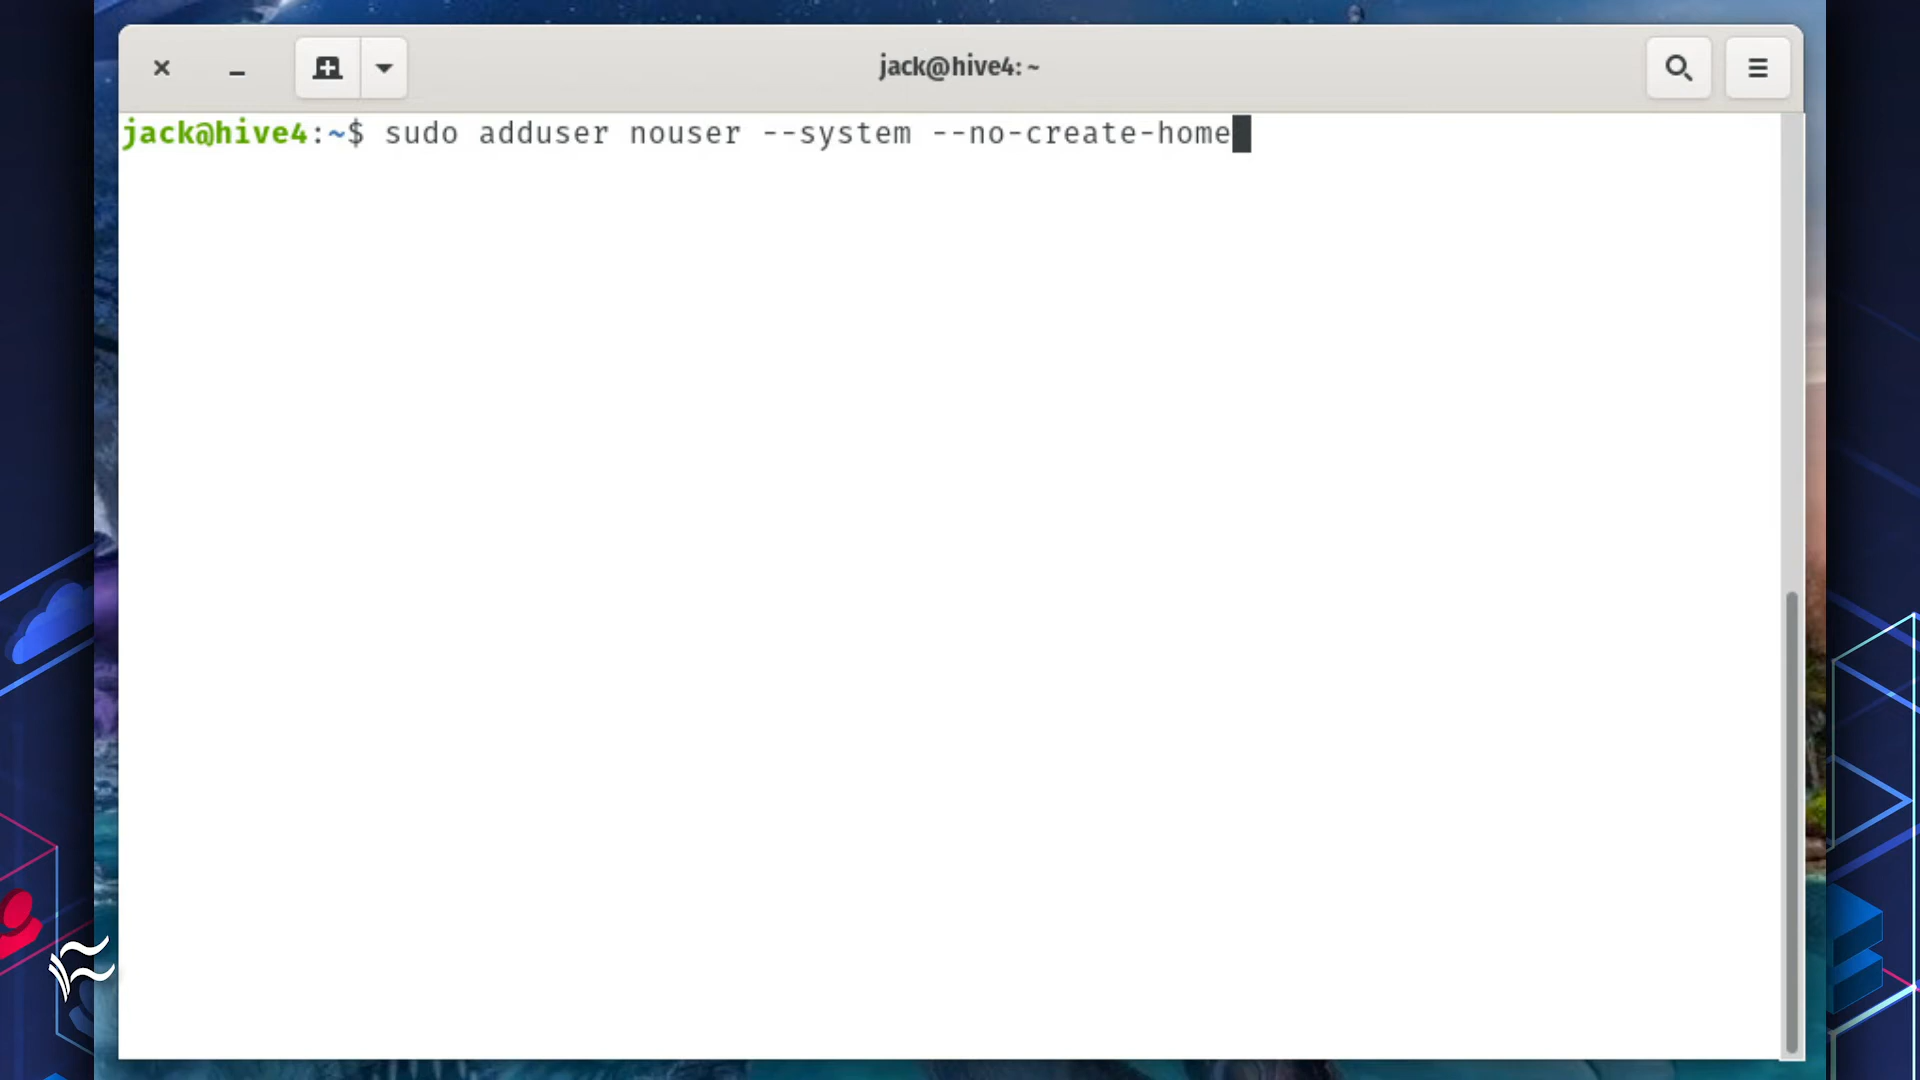 jack@hive4: ~
jack@hive4:~$ sudo adduser nouser --system --no-create-home